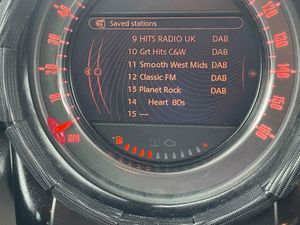 Saved stations
9 HITS RADIO UK DAB
10 Grt Hits C&W DAB
11 Smooth West Mids DAB
12 Classic FM DAB
13 Planet Rock DAB
14 Heart 80s
15 ---
MPH